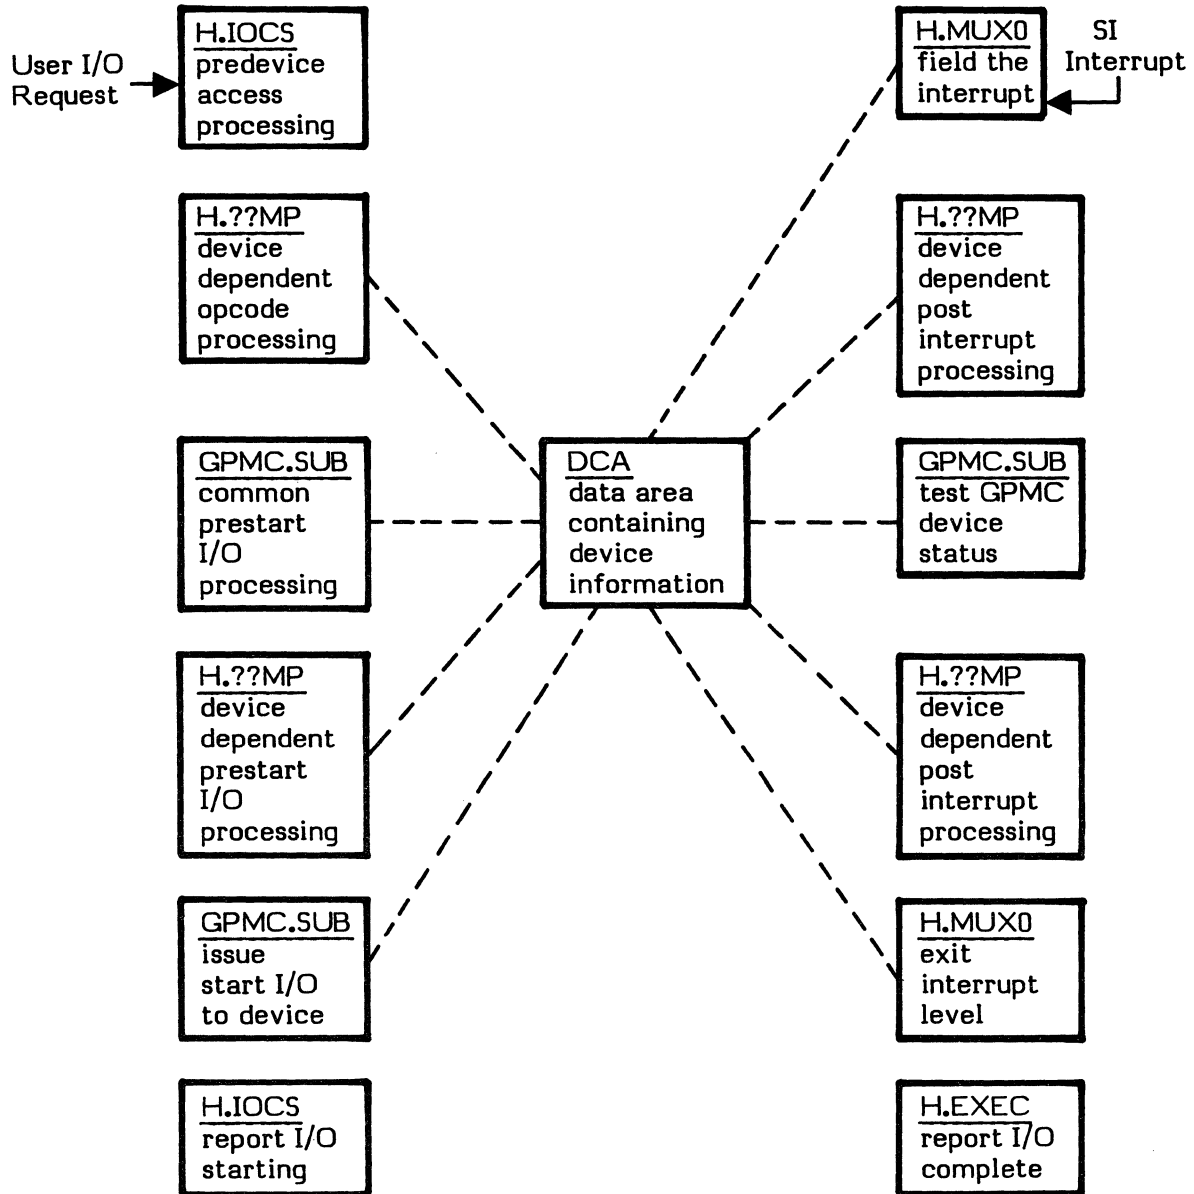 User I/O
Request
H.IOCS
predevice
access
processing
H.??MP
device
dependent
opcode
processing
GPMC.SUB
common
prestart
I/O
processing
H.??MP
device
dependent
prestart
I/O
processing
GPMC.SUB
issue
start I/O
to device
H.IOCS
report I/O
starting
DCA
data area
containing
device
information
H.MUX0
field the
interrupt
SI
Interrupt
H.??MP
device
dependent
post
interrupt
processing
GPMC.SUB
test GPMC
device
status
H.??MP
device
dependent
post
interrupt
processing
H.MUX0
exit
interrupt
level
H.EXEC
report I/O
complete